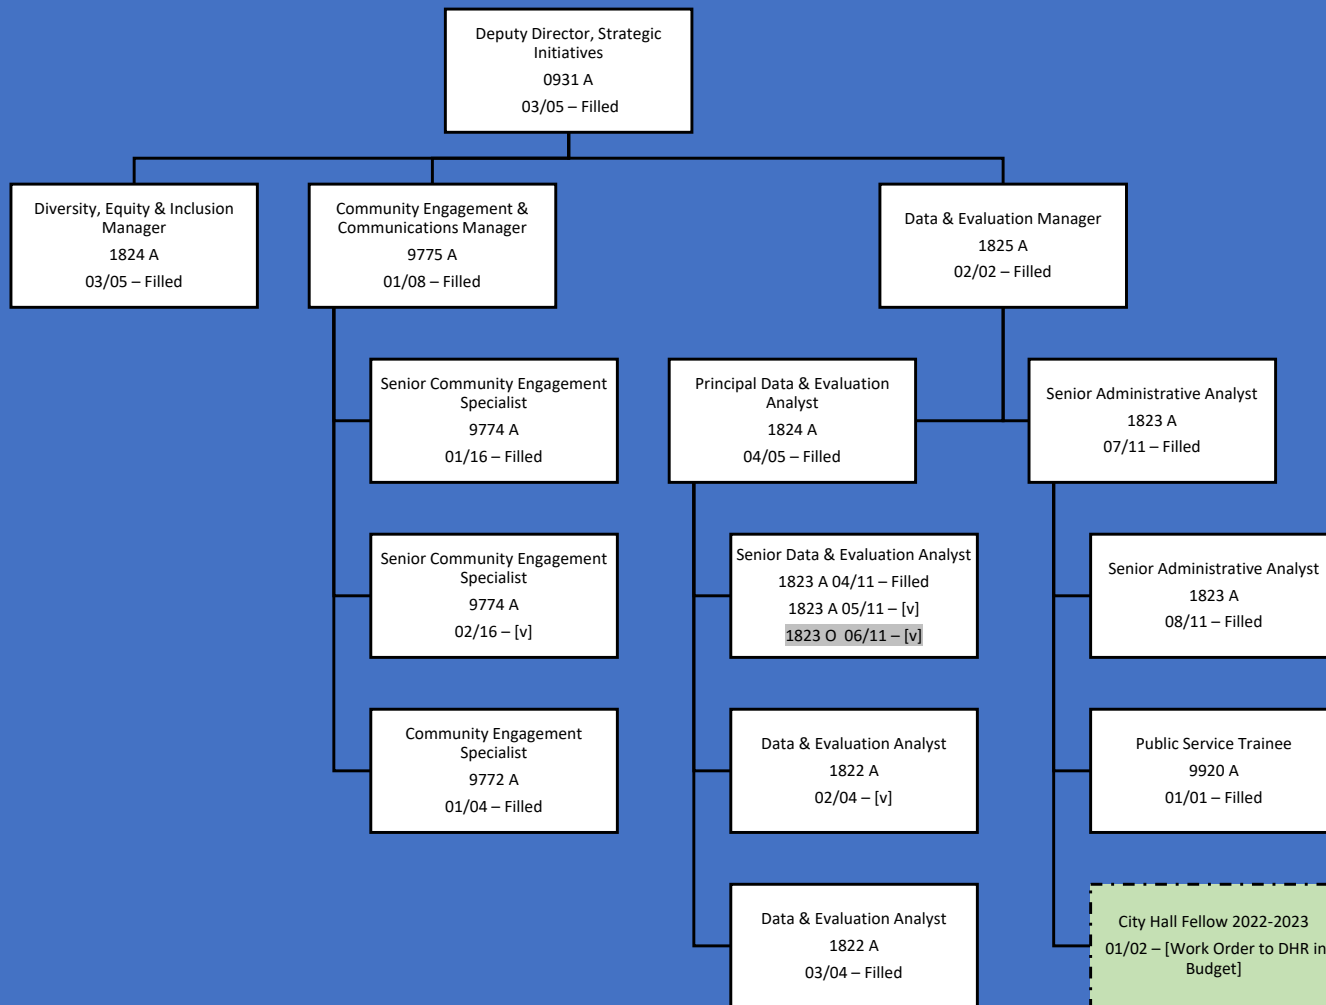 Deputy Director, Strategic
Initiatives
0931 A
03/05 – Filled
Diversity, Equity & Inclusion
Manager
1824 A
03/05 – Filled
Community Engagement &
Communications Manager
9775 A
01/08 – Filled
Data & Evaluation Manager
1825 A
02/02 – Filled
Senior Community Engagement
Specialist
9774 A
01/16 – Filled
Principal Data & Evaluation
Analyst
1824 A
04/05 – Filled
Senior Administrative Analyst
1823 A
07/11 – Filled
Senior Community Engagement
Specialist
9774 A
02/16 – [v]
Senior Data & Evaluation Analyst
1823 A 04/11 – Filled
1823 A 05/11 – [v]
1823 O  06/11 – [v]
Senior Administrative Analyst
1823 A
08/11 – Filled
Community Engagement
Specialist
9772 A
01/04 – Filled
Data & Evaluation Analyst
1822 A
02/04 – [v]
Public Service Trainee
9920 A
01/01 – Filled
Data & Evaluation Analyst
1822 A
03/04 – Filled
City Hall Fellow 2022-2023
01/02 – [Work Order to DHR in
Budget]